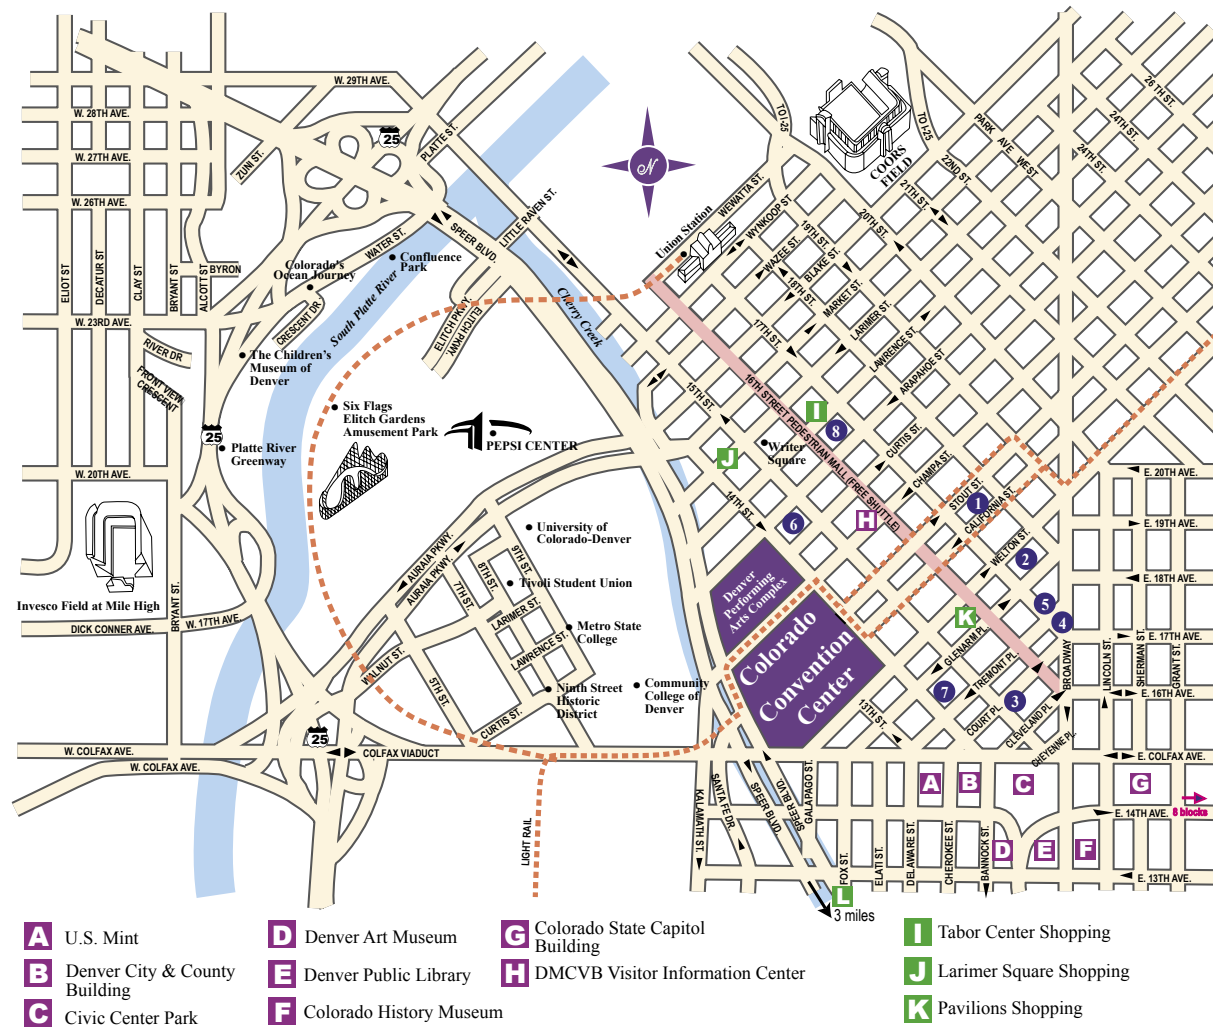 W. 29TH AVE.
W. 28TH AVE.
W. 27TH AVE.
W. 26TH AVE.
ZUNI ST.
25
PLATTE ST.
TO I-25
TO I-25
COORS
FIELD
PARK AVE WEST
26 TH ST.
24TH ST.
24TH ST.
22ND ST.
21TH ST.
20TH ST.
N
WEWATTA ST.
WYNKOOP ST
Union Station
WAZEE ST.
19TH ST.
BLAKE ST.
18TH ST.
MARKET ST.
17TH ST.
LARIMER ST.
LAWRENCE ST.
ARAPAHOE ST
LITTLE RAVEN ST.
SPEER BLVD.
WATER ST.
Confluence
Park
Colorado's
Ocean Journey
CRESCENT DR.
South Platte River
Cherry Creek
ELITCH PKWY.
ELITCH PKWY.
ELIOT ST
DECATUR ST
CLAY ST
BRYANT ST
ALCOTT ST
BYRON
W. 23RD AVE.
RIVER DR
FRONT VIEW
CRESCENT
The Children's
Museum of
Denver
25
Platte River
Greenway
Six Flags
Elitch Gardens
Amusement Park
PEPSI CENTER
15TH ST.
16TH STREET PEDESTRIAN MALL (FREE SHUTTLE)
I
8
Writer
Square
J
CURTIS ST.
CHAMPA ST.
STOUT ST.
1
CALIFORNIA ST.
WELTON ST.
2
14TH ST.
6
H
W. 20TH AVE.
E. 20TH AVE.
E. 19TH AVE.
E. 18TH AVE.
E. 17TH AVE.
E. 16TH AVE.
E. COLFAX AVE.
Invesco Field at Mile High
BRYANT ST.
W. 17TH AVE.
DICK CONNER AVE.
AURAIA PKWY.
AURAIA PKWY.
University of
Colorado-Denver
9TH ST.
8TH ST.
7TH ST.
Tivoli Student Union
LARIMER ST.
Metro State
College
LAWRENCE ST.
WALNUT ST.
5TH ST.
Ninth Street
Historic
District
CURTIS ST.
Community
College of
Denver
Denver
Performing
Arts Complex
Colorado
Convention
Center
5
4
K
GLENARM PL.
TREMONT PL.
7
3
COURT PL.
CLEVELAND PL.
CHEYENNE PL.
13TH ST.
BROADWAY
LINCOLN ST.
SHERMAN ST.
GRANT ST.
W. COLFAX AVE.
W. COLFAX AVE.
25
COLFAX VIADUCT
LIGHT RAIL
KALAMATH ST.
SANTA FE DR.
SPEER BLVD.
SPEER BLVD.
GALAPAGO ST.
FOX ST.
ELATI ST.
DELAWARE ST.
CHEROKEE ST.
BANNOCK ST.
A
B
C
G
D
E
F
E. 14TH AVE.
6 blocks
E. 13TH AVE.
L
3 miles
A U.S. Mint
B Denver City & County
Building
C Civic Center Park
D Denver Art Museum
E Denver Public Library
F Colorado History Museum
G Colorado State Capitol
Building
H DMCVB Visitor Information Center
I Tabor Center Shopping
J Larimer Square Shopping
K Pavilions Shopping